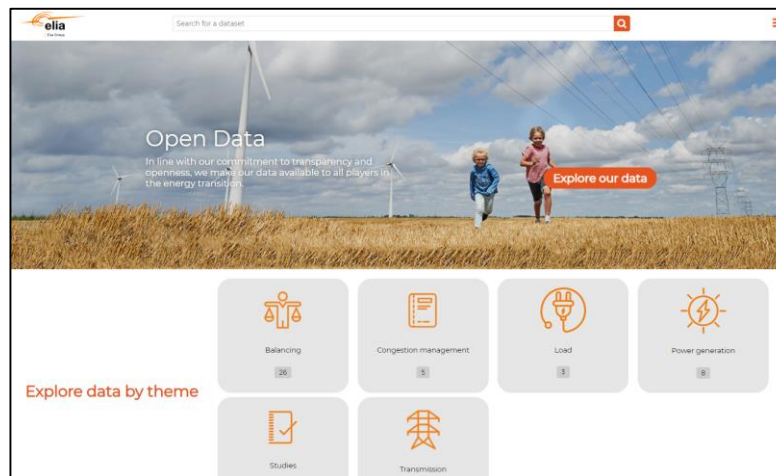 elia
Elia Group
Search for a dataset
Open Data
In line with our commitment to transparency and
openness, we make our data available to all players in
the energy transition.
Explore our data
Explore data by theme
Balancing
26
Congestion management
5
Load
3
Power generation
8
Studies
Transmission